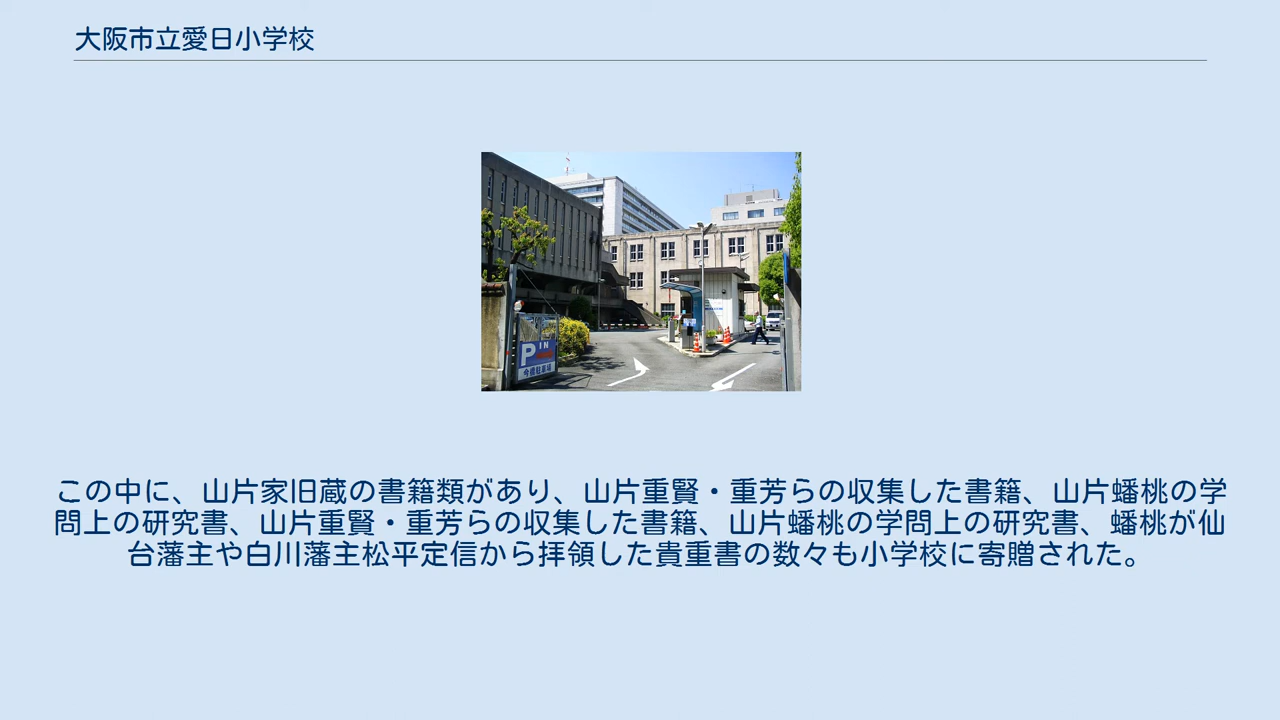 大阪市立愛日小学校
P IN
今橋駐車場
この中に、山片家旧蔵の書籍類があり、山片重賢・重芳らの収集した書籍、山片蟠桃の学
問上の研究書、山片重賢・重芳らの収集した書籍、山片蟠桃の学問上の研究書、蟠桃が仙
台藩主や白川藩主松平定信から拝領した貴重書の数々も小学校に寄贈された。